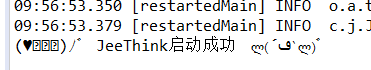 09:56:53.350 [restartedMain] INFO o.a.t
09:56:53.379 [restartedMain] INFO c.j.I
(♥)ノ゙ JeeThink启动成功 ლ(´ڡ`ლ)゙